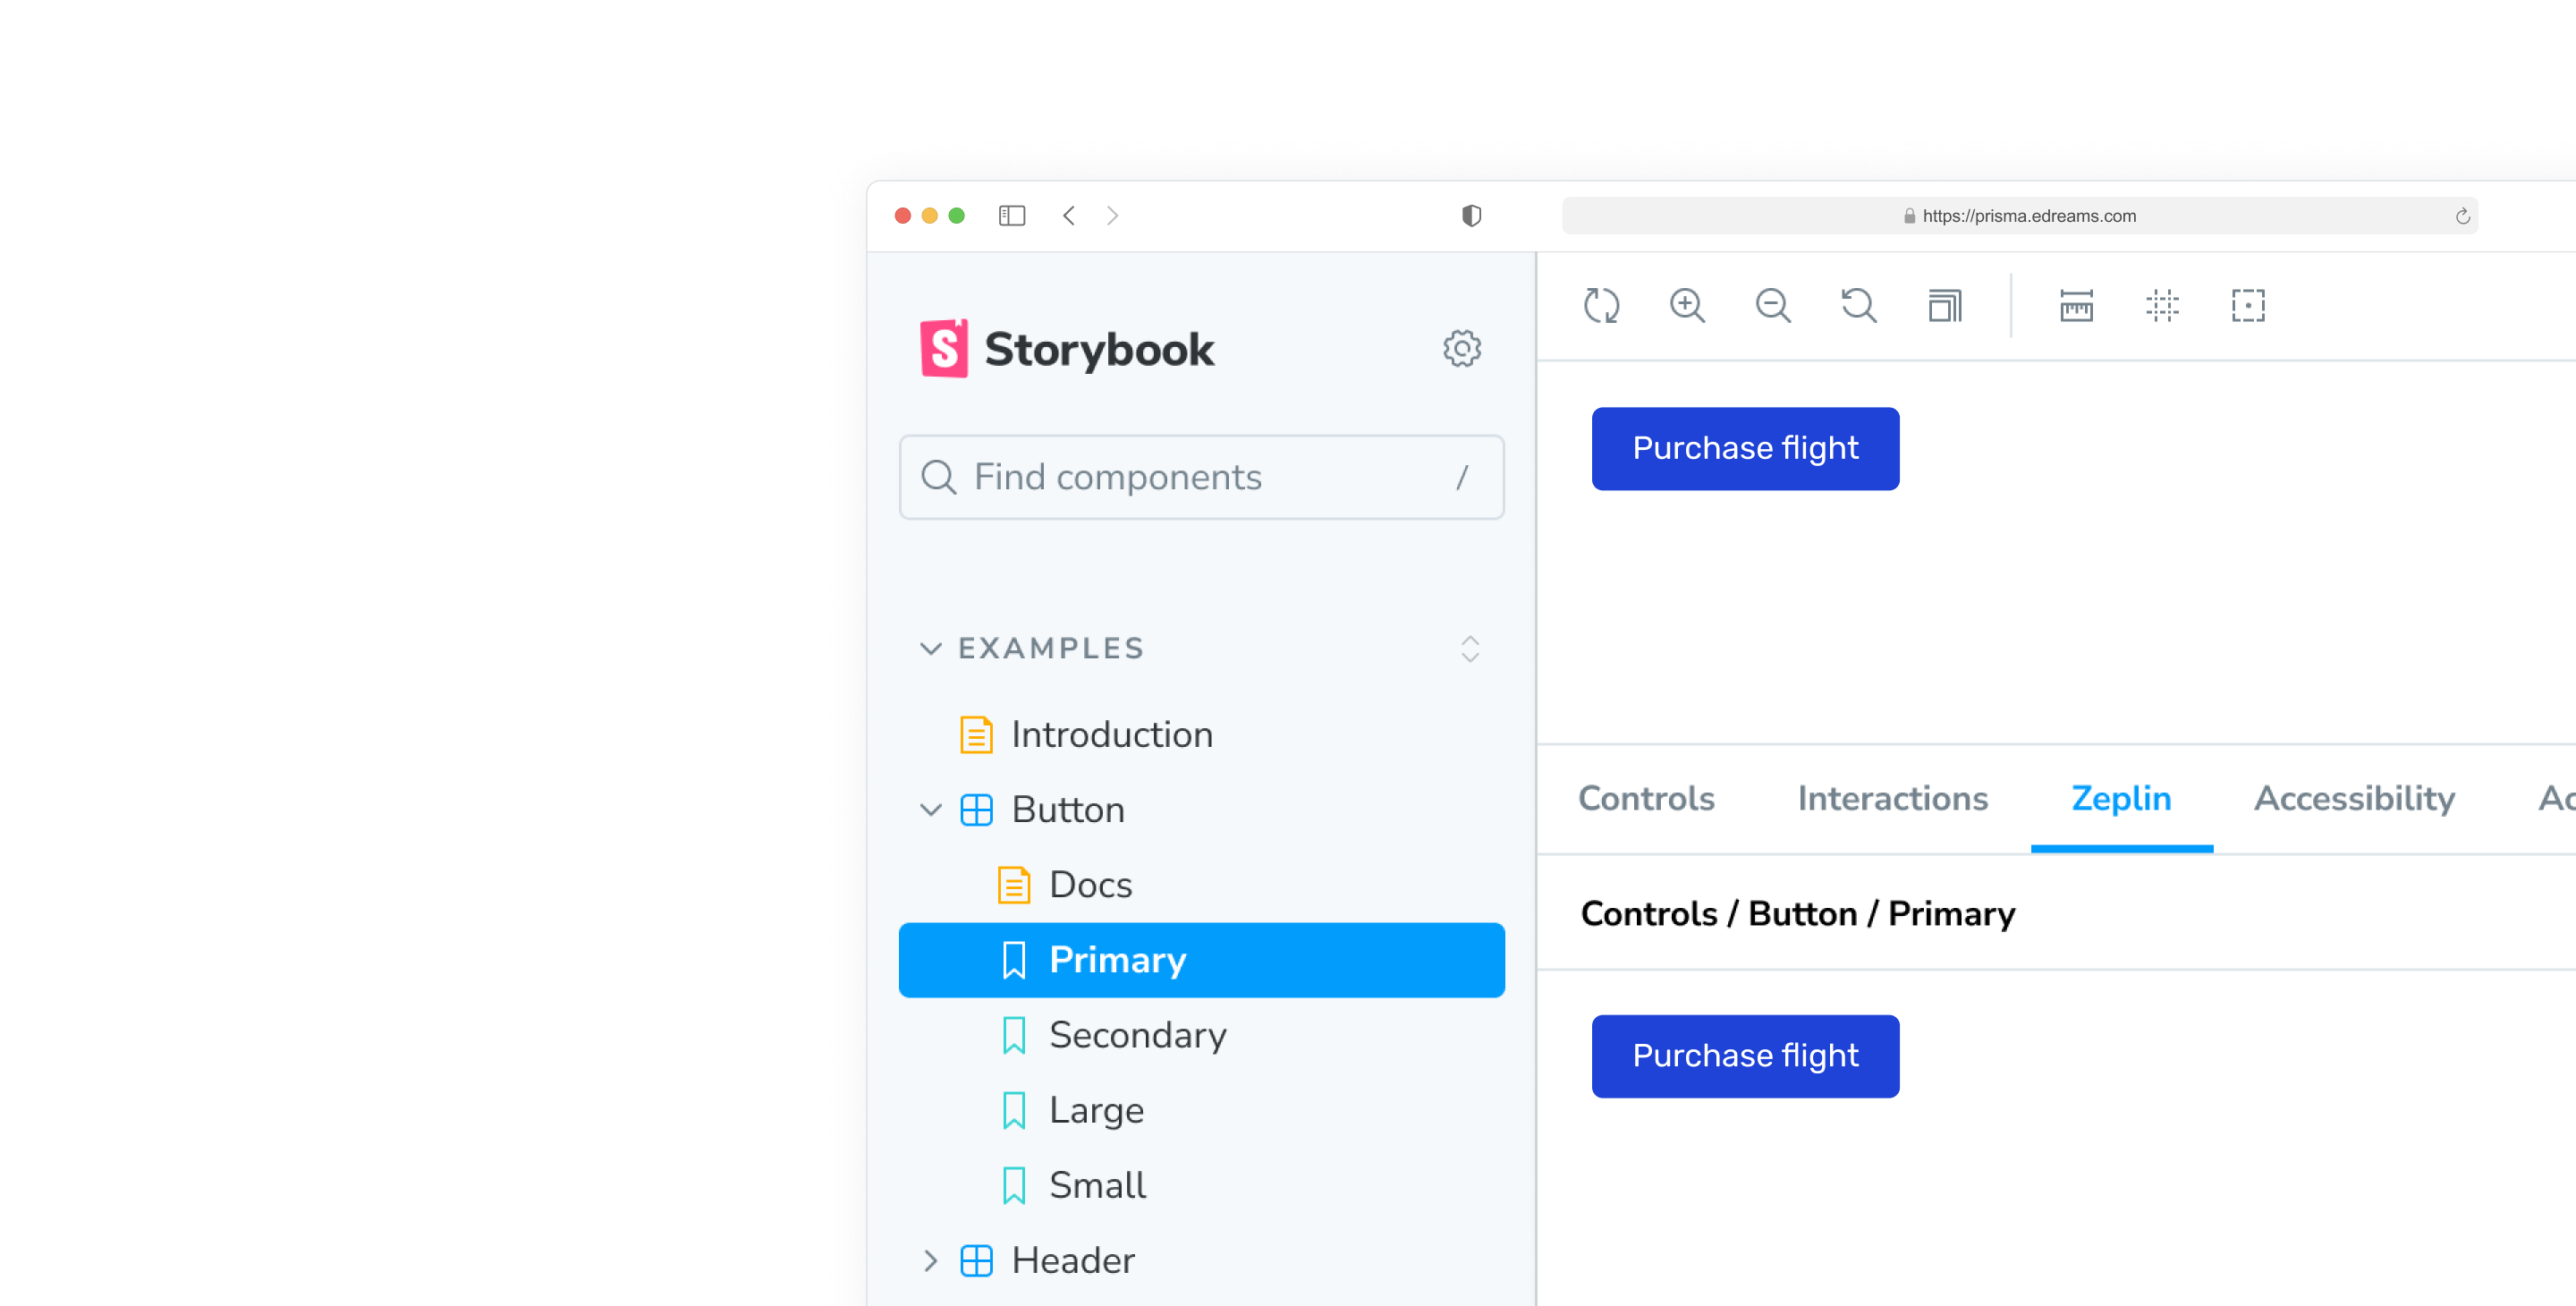 https://prisma.edreams.com
S Storybook
Find components /
EXAMPLES
Introduction
Button
Docs
Primary
Secondary
Large
Small
Header
Purchase flight
Controls Interactions Zeplin Accessibility Ac
Controls / Button / Primary
Purchase flight